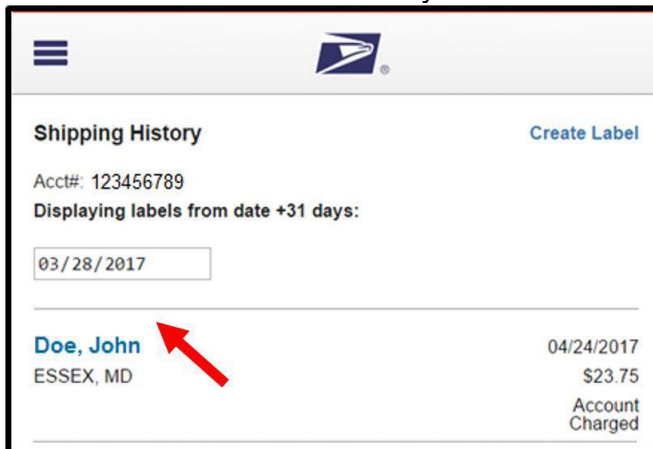 Shipping History
Create Label
Acct#: 123456789
Displaying labels from date +31 days:
03/28/2017
Doe, John
04/24/2017
ESSEX, MD
$23.75
Account
Charged